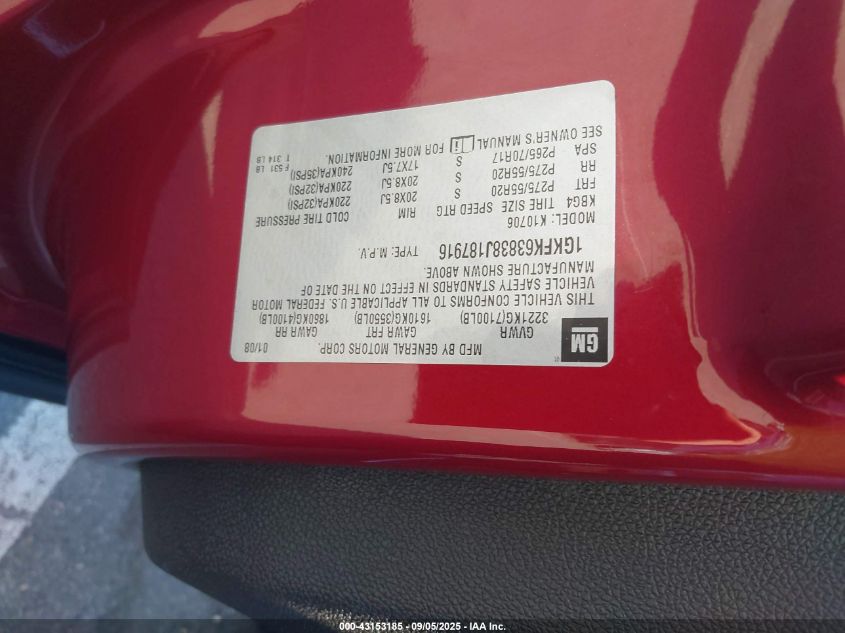 GM
MFD BY GENERAL MOTORS CORP. 01/08
GVWR GAWR FRT GAWR RR
3221KG(7100LB) 1610KG(3550LB) 1860KG(4100LB)
THIS VEHICLE CONFORMS TO ALL APPLICABLE U.S. FEDERAL MOTOR
VEHICLE SAFETY STANDARDS IN EFFECT ON THE DATE OF
MANUFACTURE SHOWN ABOVE.
1GKFK63838J187916 TYPE: M.P.V.
MODEL: K10706
KBG4 TIRE SIZE SPEED RTG RIM COLD TIRE PRESSURE
FRT P275/55R20 S 20X8.5J 220KPA(32PSI)
RR P275/55R20 S 20X8.5J 220KPA(32PSI)
SPA P265/70R17 17X7.5J 240KPA(35PSI) F 531 LB
SEE OWNER'S MANUAL FOR MORE INFORMATION. T 314 LB
000-43153185 - 09/05/2025 - IAA Inc.